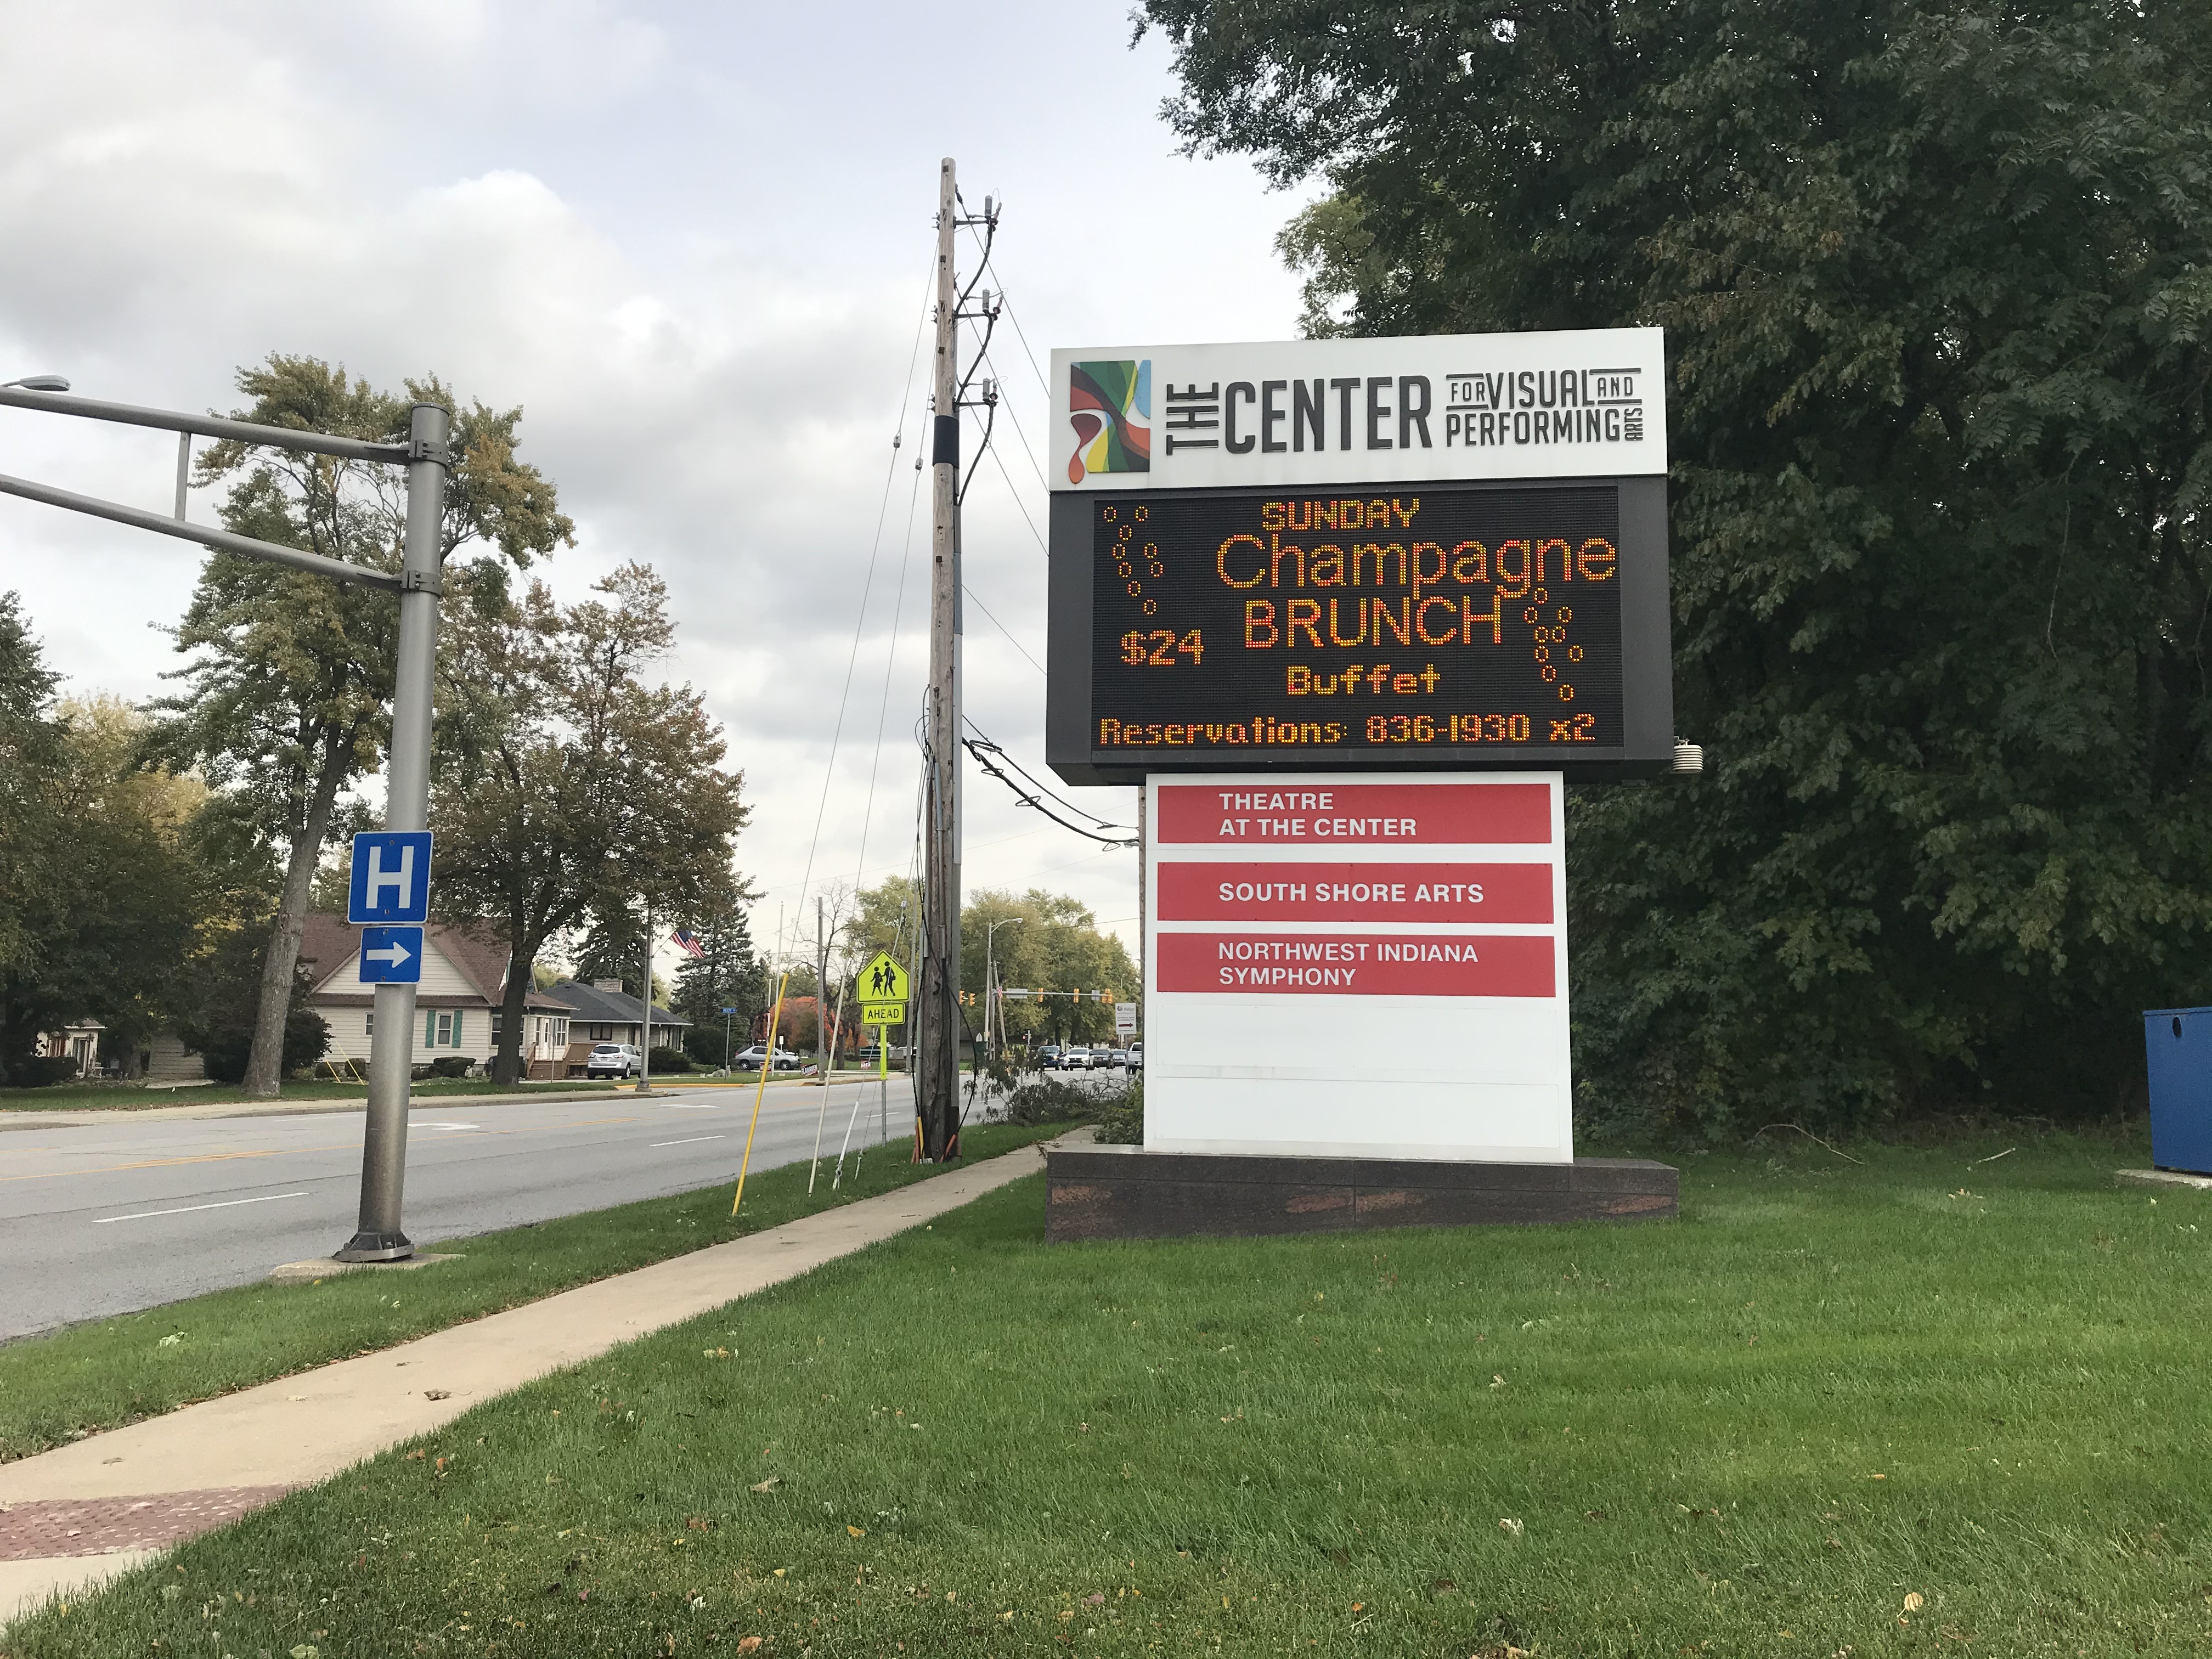 THE CENTER FOR VISUAL AND
PERFORMING ARTS
SUNDAY
Champagne
BRUNCH
$24
Buffet
Reservations: 836-1930 x2
THEATRE
AT THE CENTER
SOUTH SHORE ARTS
NORTHWEST INDIANA
SYMPHONY
H
AHEAD